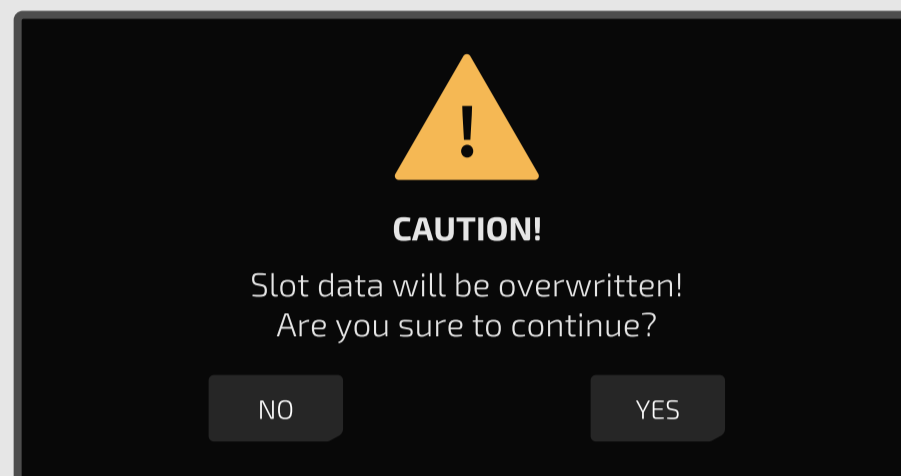 !
CAUTION!
Slot data will be overwritten!
Are you sure to continue?
NO
YES